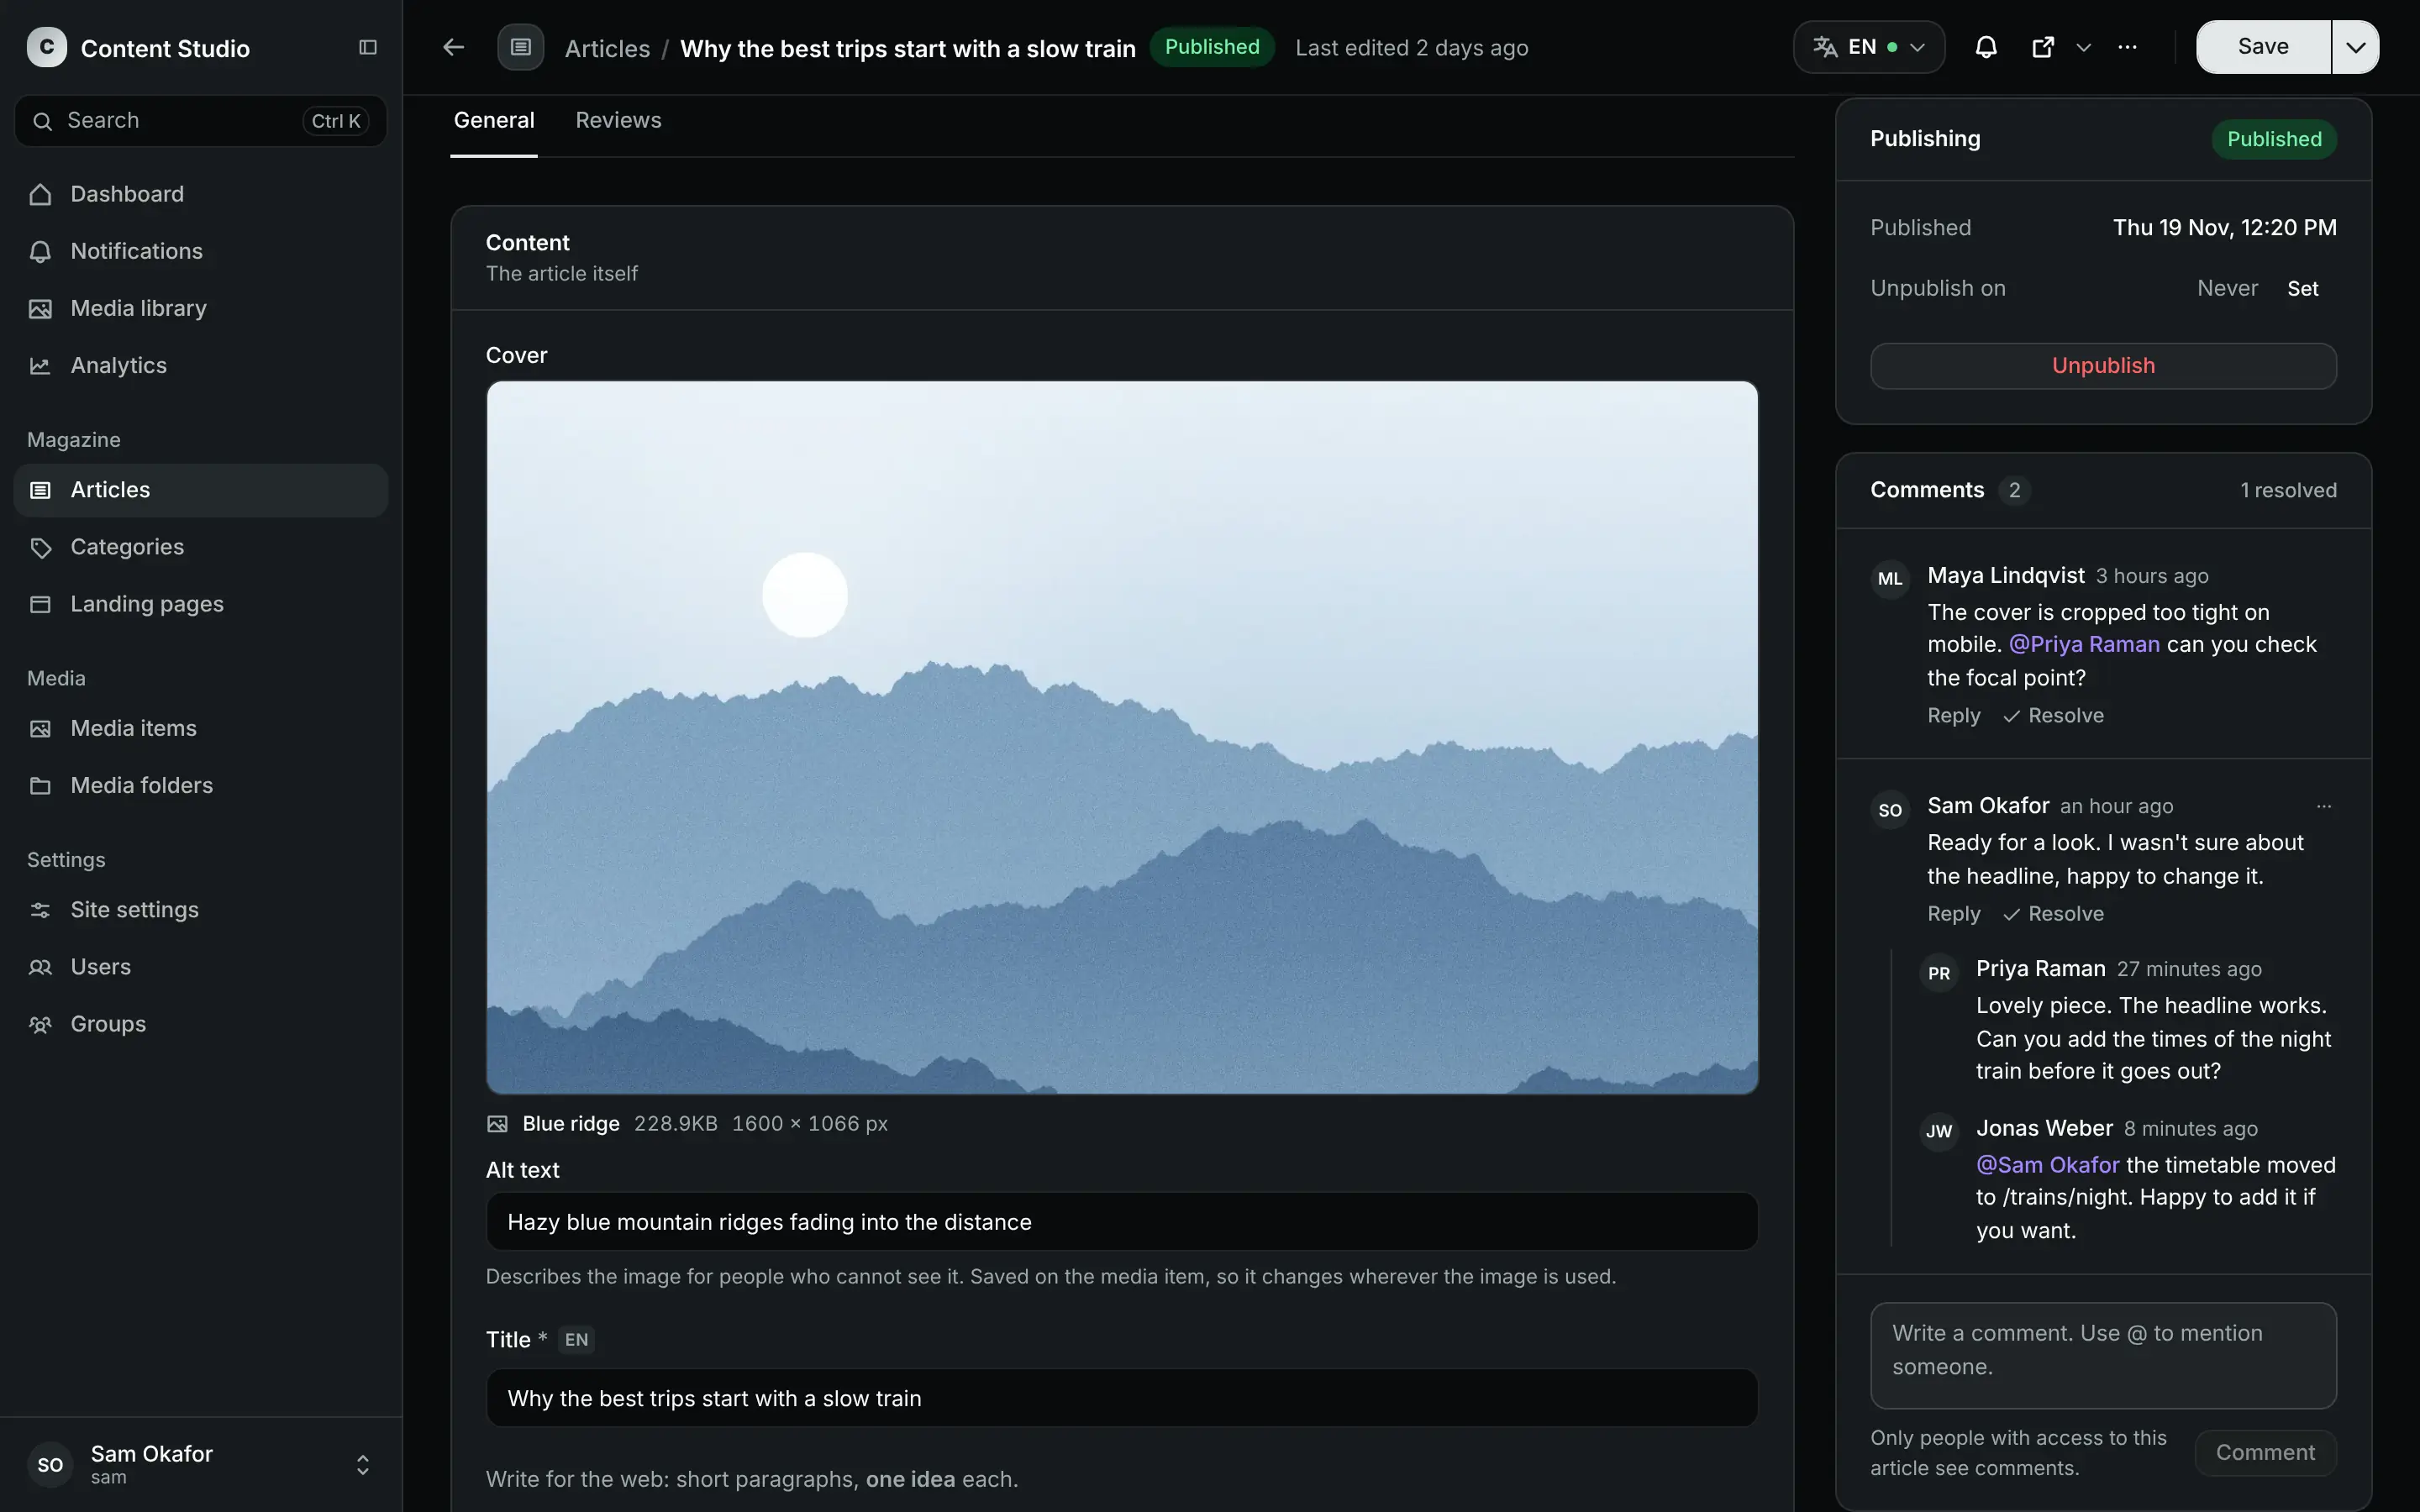 C Content Studio
Search Ctrl K
Dashboard
Notifications
Media library
Analytics
Magazine
Articles
Categories
Landing pages
Media
Media items
Media folders
Settings
Site settings
Users
Groups
SO Sam Okafor
sam
Articles / Why the best trips start with a slow train Published Last edited 2 days ago
EN
Save
General Reviews
Content
The article itself
Cover
Blue ridge 228.9KB 1600 × 1066 px
Alt text
Hazy blue mountain ridges fading into the distance
Describes the image for people who cannot see it. Saved on the media item, so it changes wherever the image is used.
Title * EN
Why the best trips start with a slow train
Write for the web: short paragraphs, one idea each.
Publishing Published
Published Thu 19 Nov, 12:20 PM
Unpublish on Never Set
Unpublish
Comments 2 1 resolved
ML Maya Lindqvist 3 hours ago
The cover is cropped too tight on
mobile. @Priya Raman can you check
the focal point?
Reply Resolve
SO Sam Okafor an hour ago
Ready for a look. I wasn't sure about
the headline, happy to change it.
Reply Resolve
PR Priya Raman 27 minutes ago
Lovely piece. The headline works.
Can you add the times of the night
train before it goes out?
JW Jonas Weber 8 minutes ago
@Sam Okafor the timetable moved
to /trains/night. Happy to add it if
you want.
Write a comment. Use @ to mention
someone.
Only people with access to this
article see comments.
Comment